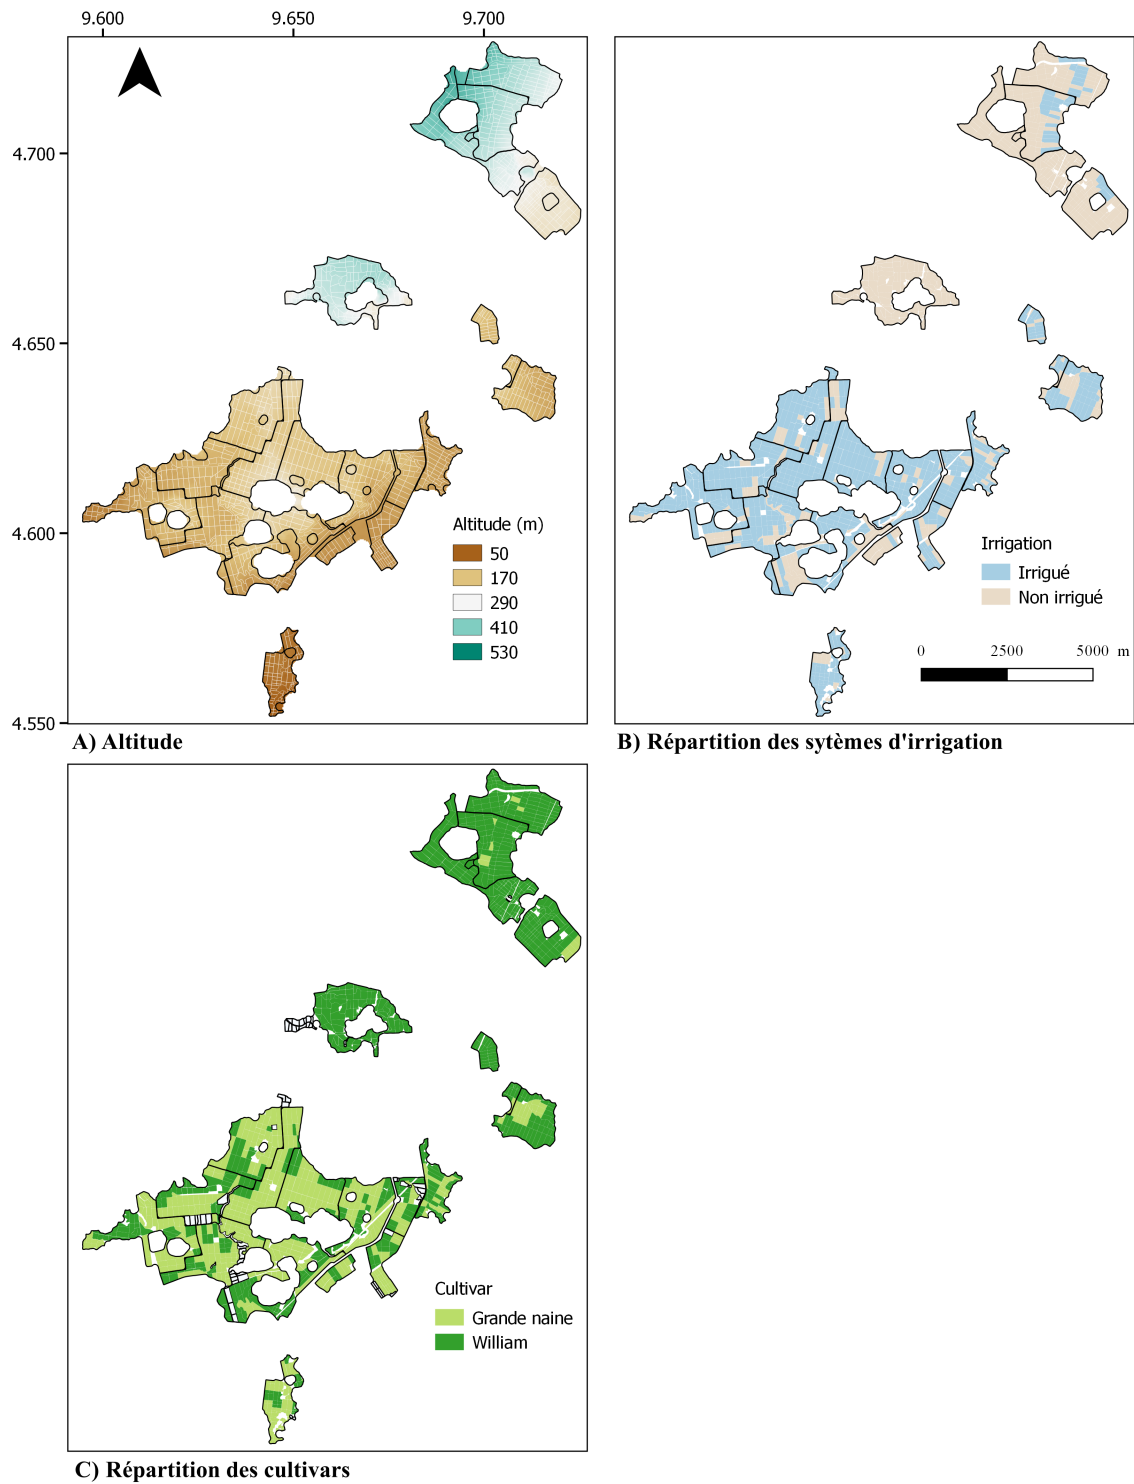 9.600 9.650 9.700
4.700
4.650
4.600
4.550
Altitude (m)
50
170
290
410
530
Irrigation
Irrigué
Non irrigué
0 2500 5000 m
A) Altitude
B) Répartition des sytèmes d'irrigation
Cultivar
Grande naine
William
C) Répartition des cultivars